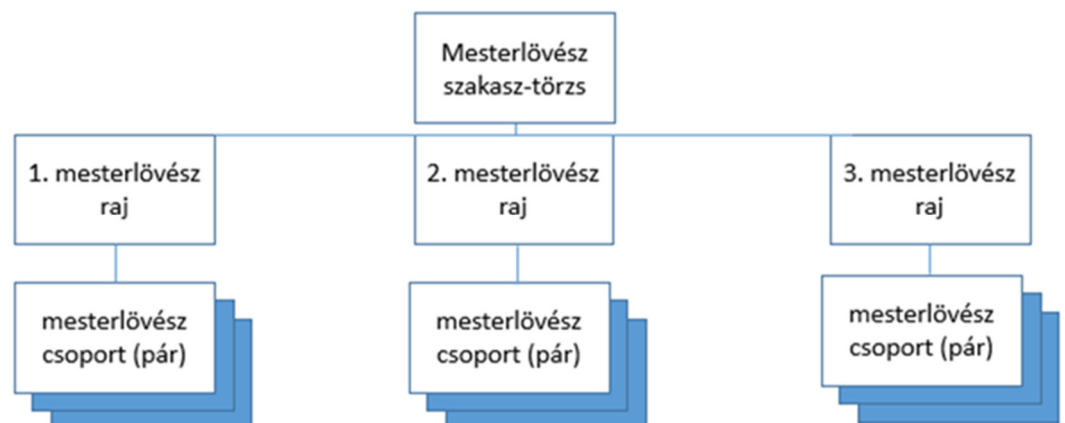 Mesterlövész
szakasz-törzs
1. mesterlövész
raj
2. mesterlövész
raj
3. mesterlövész
raj
mesterlövész
csoport (pár)
mesterlövész
csoport (pár)
mesterlövész
csoport (pár)